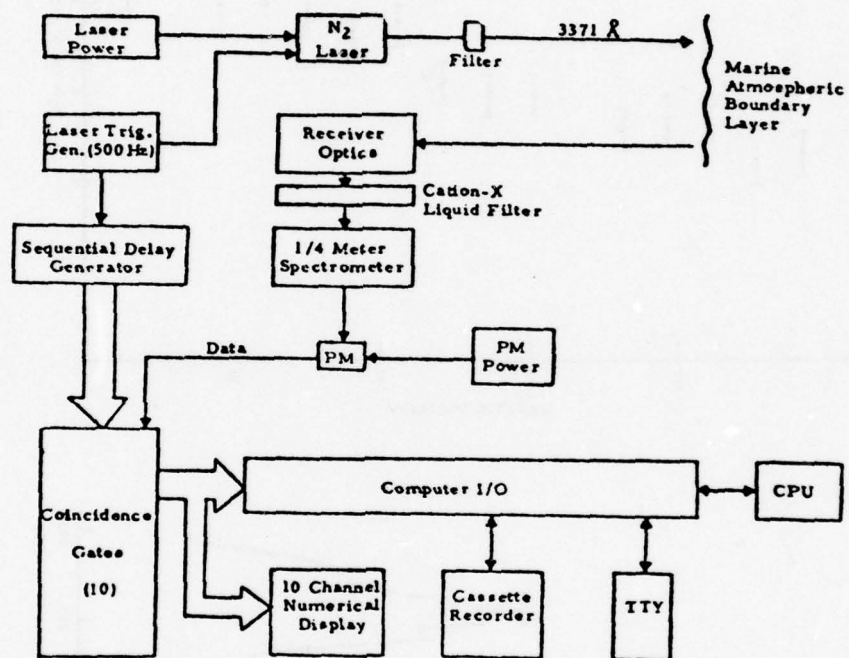 Laser
Power
N2
Laser
Filter
3371 Å
Marine
Atmospheric
Boundary
Layer
Laser Trig.
Gen. (500 Hz)
Receiver
Optics
Cation-X
Liquid Filter
Sequential Delay
Generator
1/4 Meter
Spectrometer
Data
PM
PM
Power
Coincidence
Gates
(10)
Computer I/O
CPU
10 Channel
Numerical
Display
Cassette
Recorder
TTY